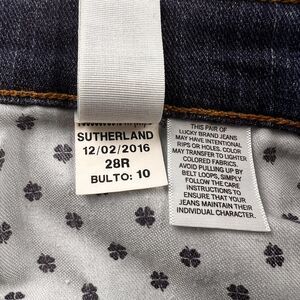 SUTHERLAND
12/02/2016
28R
BULTO: 10
THIS PAIR OF
LUCKY BRAND JEANS
MAY HAVE INTENTIONAL
RIPS OR HOLES. COLOR
MAY TRANSFER TO LIGHTER
COLORED FABRICS.
AVOID PULLING UP BY
BELT LOOPS, SIMPLY
FOLLOW THE CARE
INSTRUCTIONS TO
ENSURE THAT YOUR
JEANS MAINTAIN THEIR
INDIVIDUAL CHARACTER.